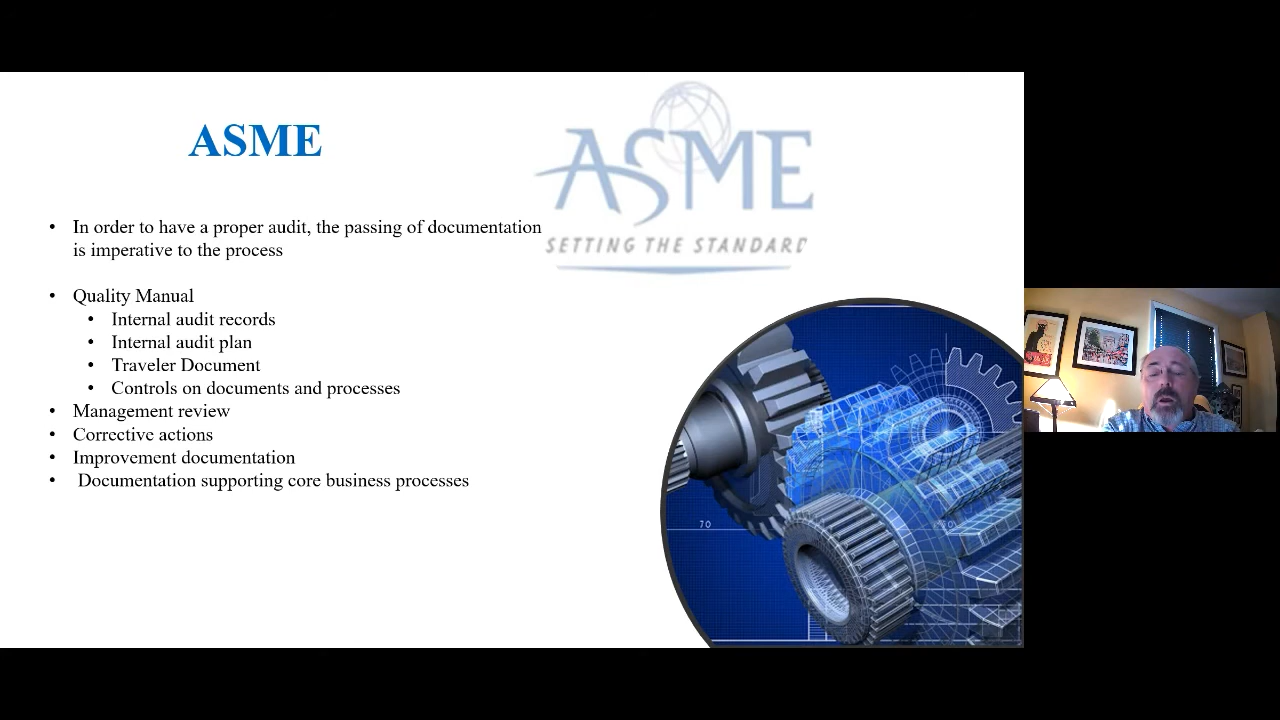 ASME
ASME
SETTING THE STANDARD
• In order to have a proper audit, the passing of documentation
is imperative to the process
• Quality Manual
• Internal audit records
• Internal audit plan
• Traveler Document
• Controls on documents and processes
• Management review
• Corrective actions
• Improvement documentation
• Documentation supporting core business processes
70